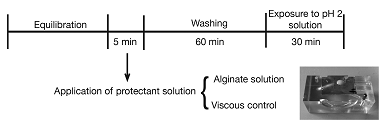 Equilibration
Washing
Exposure to pH 2
solution
5 min
60 min
30 min
Application of protectant solution
Alginate solution
Viscous control